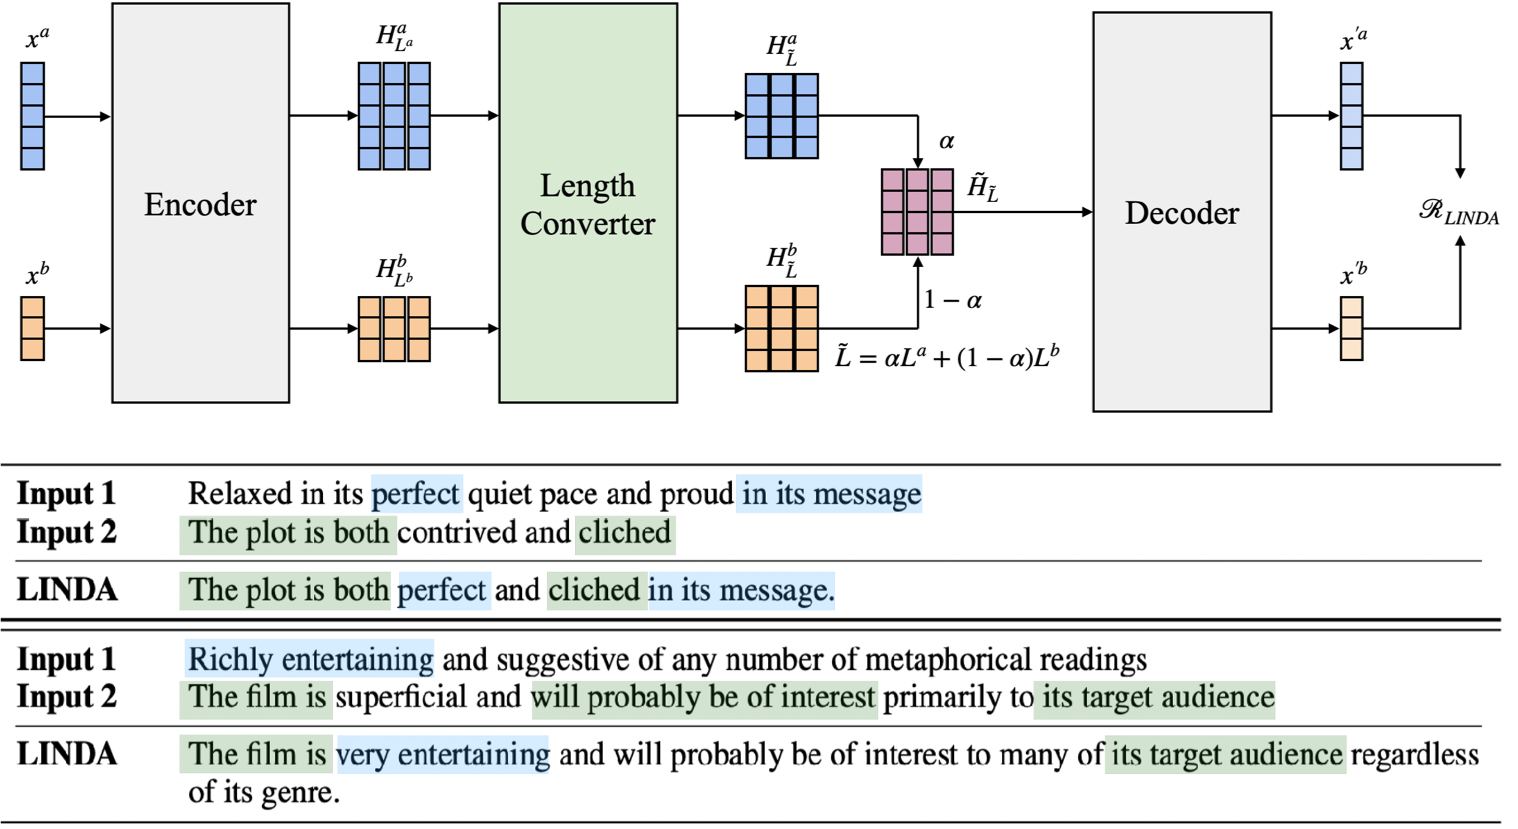 x^a
H^a_{L^a}
H^a_{\tilde{L}}
x'^a
α
Encoder
Length
Converter
\tilde{H}_{\tilde{L}}
Decoder
ℛ_{LINDA}
x^b
H^b_{L^b}
H^b_{\tilde{L}}
x'^b
1 − α
\tilde{L} = αL^a + (1 − α)L^b
Input 1 Relaxed in its perfect quiet pace and proud in its message
Input 2 The plot is both contrived and cliched
LINDA The plot is both perfect and cliched in its message.
Input 1 Richly entertaining and suggestive of any number of metaphorical readings
Input 2 The film is superficial and will probably be of interest primarily to its target audience
LINDA The film is very entertaining and will probably be of interest to many of its target audience regardless
of its genre.